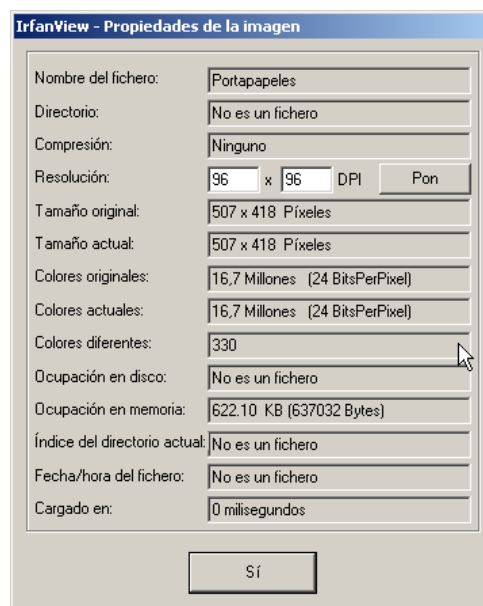 IrfanView - Propiedades de la imagen
Nombre del fichero: Portapapeles
Directorio: No es un fichero
Compresión: Ninguno
Resolución: 96 x 96 DPI Pon
Tamaño original: 507 x 418 Píxeles
Tamaño actual: 507 x 418 Píxeles
Colores originales: 16,7 Millones (24 BitsPerPixel)
Colores actuales: 16,7 Millones (24 BitsPerPixel)
Colores diferentes: 330
Ocupación en disco: No es un fichero
Ocupación en memoria: 622.10 KB (637032 Bytes)
Índice del directorio actual: No es un fichero
Fecha/hora del fichero: No es un fichero
Cargado en: 0 milisegundos
Sí